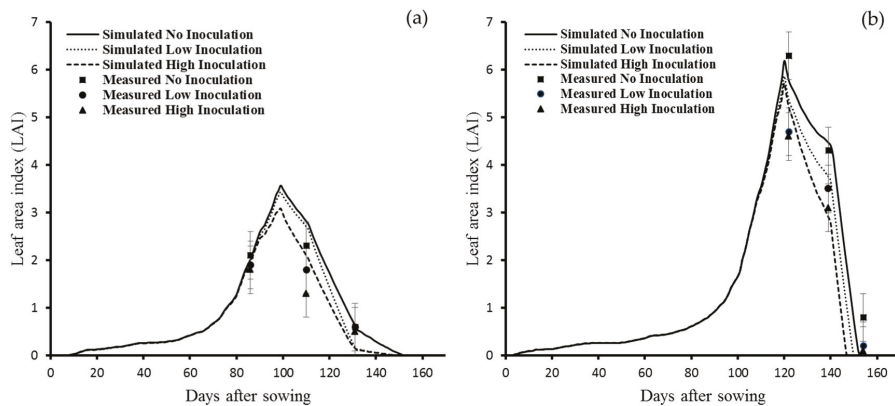 (a)
Simulated No Inoculation
Simulated Low Inoculation
Simulated High Inoculation
Measured No Inoculation
Measured Low Inoculation
Measured High Inoculation
Leaf area index (LAI)
7
6
5
4
3
2
1
0
0 20 40 60 80 100 120 140 160
Days after sowing
(b)
Simulated No Inoculation
Simulated Low Inoculation
Simulated High Inoculation
Measured No Inoculation
Measured Low Inoculation
Measured High Inoculation
Leaf area index (LAI)
7
6
5
4
3
2
1
0
0 20 40 60 80 100 120 140 160
Days after sowing